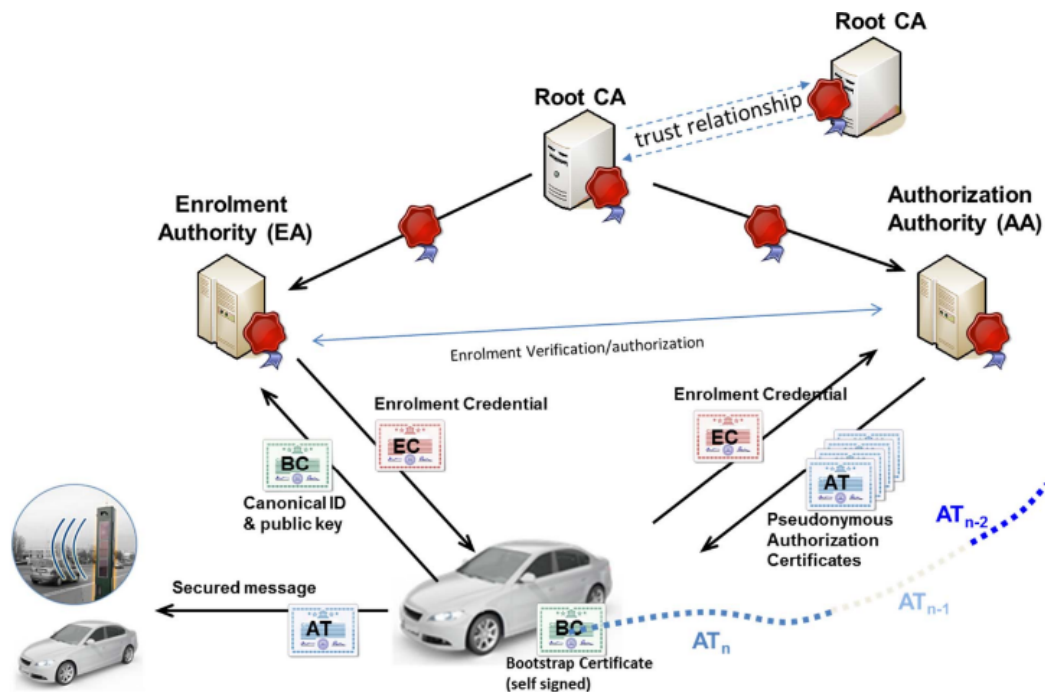 Root CA
Root CA
trust relationship
Enrolment
Authority (EA)
Authorization
Authority (AA)
Enrolment Verification/authorization
Enrolment Credential
EC
BC
Canonical ID
& public key
Enrolment Credential
EC
AT
Pseudonymous
Authorization
Certificates
ATn-2
ATn-1
ATn
Secured message
AT
BC
Bootstrap Certificate
(self signed)